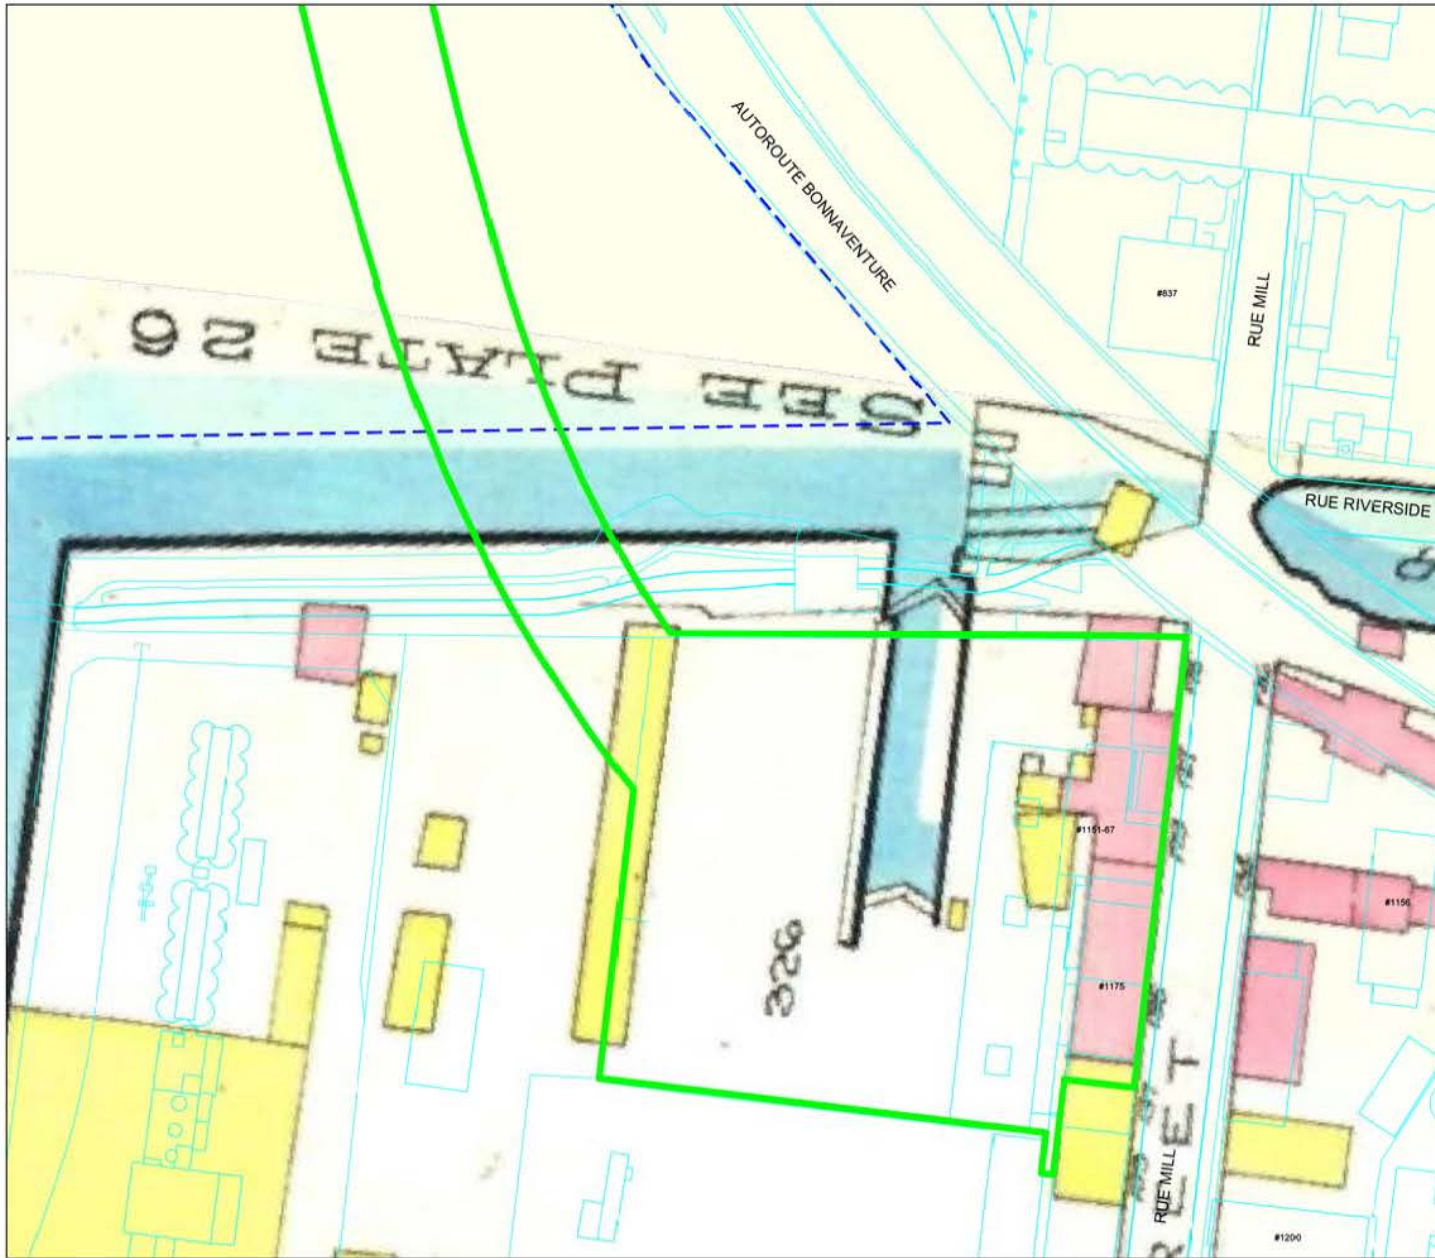 AUTOROUTE BONNAVENTURE
#837
RUE MILL
SEE PLATE 26
RUE RIVERSIDE
#1151-67
#1156
326
#1175
RUE MILL
#1200